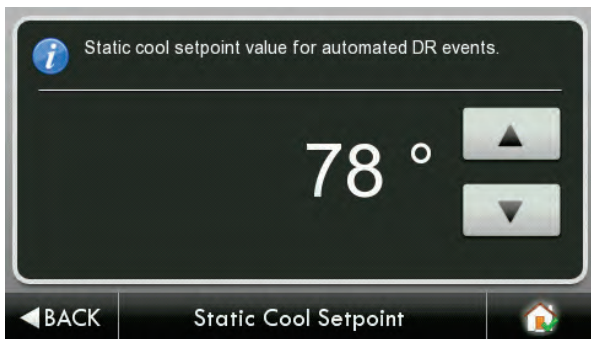 Static cool setpoint value for automated DR events.
78 °
BACK
Static Cool Setpoint